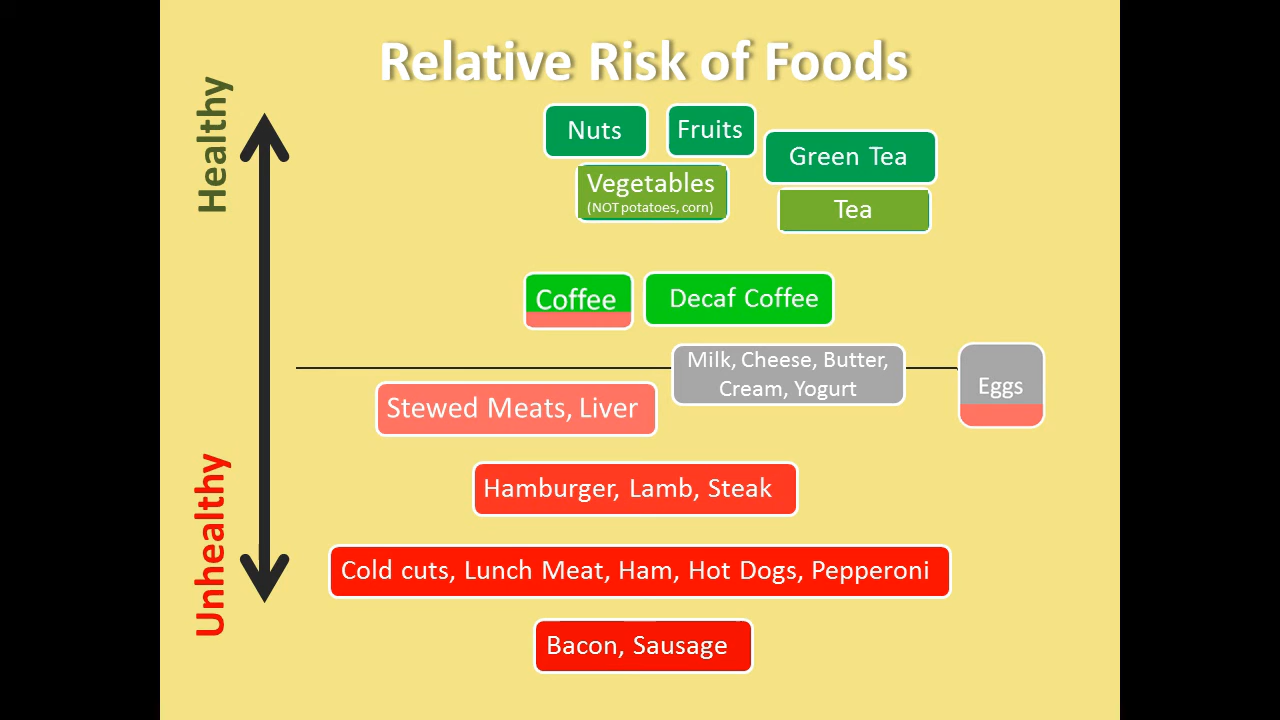 Relative Risk of Foods
Healthy
Nuts
Fruits
Green Tea
Vegetables
(NOT potatoes, corn)
Tea
Coffee
Decaf Coffee
Milk, Cheese, Butter,
Cream, Yogurt
Eggs
Stewed Meats, Liver
Unhealthy
Hamburger, Lamb, Steak
Cold cuts, Lunch Meat, Ham, Hot Dogs, Pepperoni
Bacon, Sausage